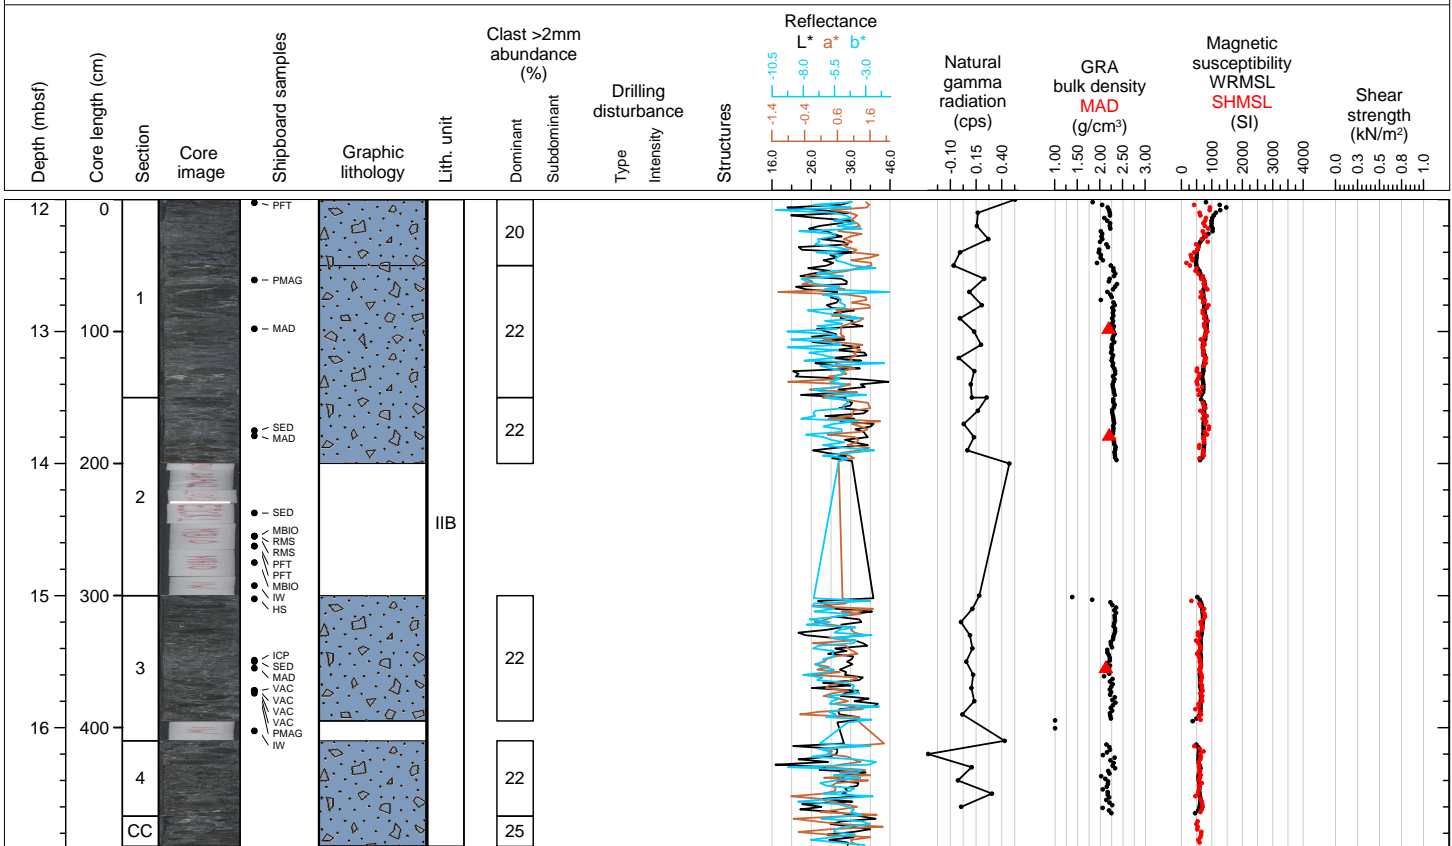 Depth (mbsf)
Core length (cm)
Section
Core
image
Shipboard samples
Graphic
lithology
Lith. unit
Clast >2mm
abundance
(%)
Dominant
Subdominant
Drilling
disturbance
Type
Intensity
Structures
Reflectance
L* a* b*
-10.5 -8.0 -5.5 -3.0
-1.4 -0.4 0.6 1.6
16.0 26.0 36.0 46.0
Natural
gamma
radiation
(cps)
-0.10 0.15 0.40
GRA
bulk density
MAD
(g/cm³)
1.00 1.50 2.00 2.50 3.00
Magnetic
susceptibility
WRMSL
SHMSL
(SI)
0 1000 2000 3000 4000
Shear
strength
(kN/m²)
0.0 0.3 0.5 0.8 1.0
12
13
14
15
16
0
100
200
300
400
1
2
3
4
CC
PFT
PMAG
MAD
SED
MAD
SED
MBIO
RMS
RMS
PFT
PFT
MBIO
IW
HS
ICP
SED
MAD
VAC
VAC
VAC
VAC
PMAG
IW
IIB
20
22
22
22
22
25